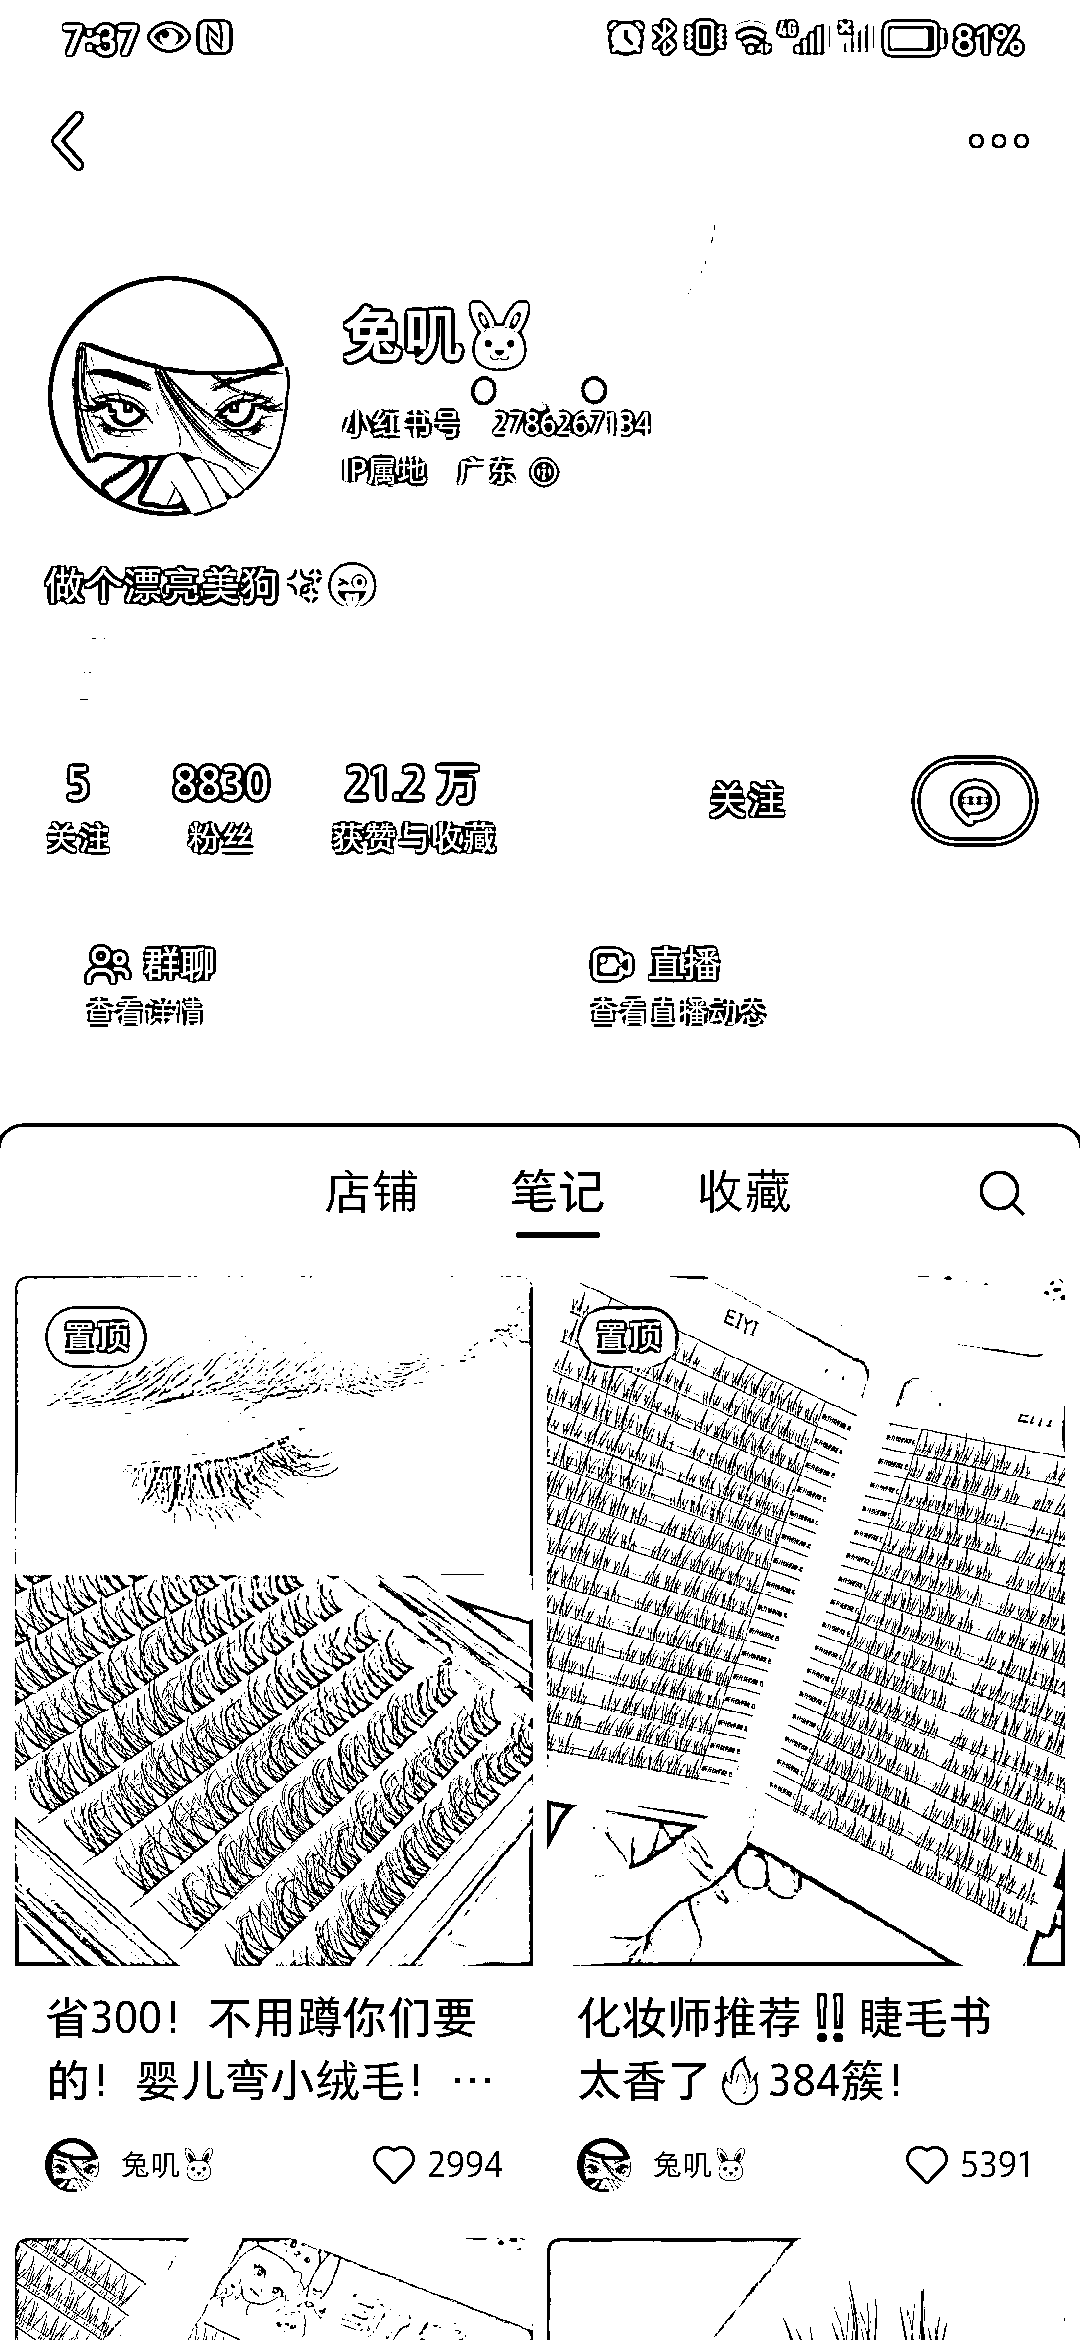 7:37
4G 81%
兔叽🐰
小红书号 2786267134
IP属地 广东
做个漂亮美狗💢😜
5 8830 21.2 万
关注 粉丝 获赞与收藏
关注
群聊
查看详情
直播
查看直播动态
店铺 笔记 收藏
置顶
置顶
EIYI
省300！不用蹲你们要
的！婴儿弯小绒毛！…
兔叽🐰 2994
化妆师推荐‼️睫毛书
太香了🔥384簇！
兔叽🐰 5391